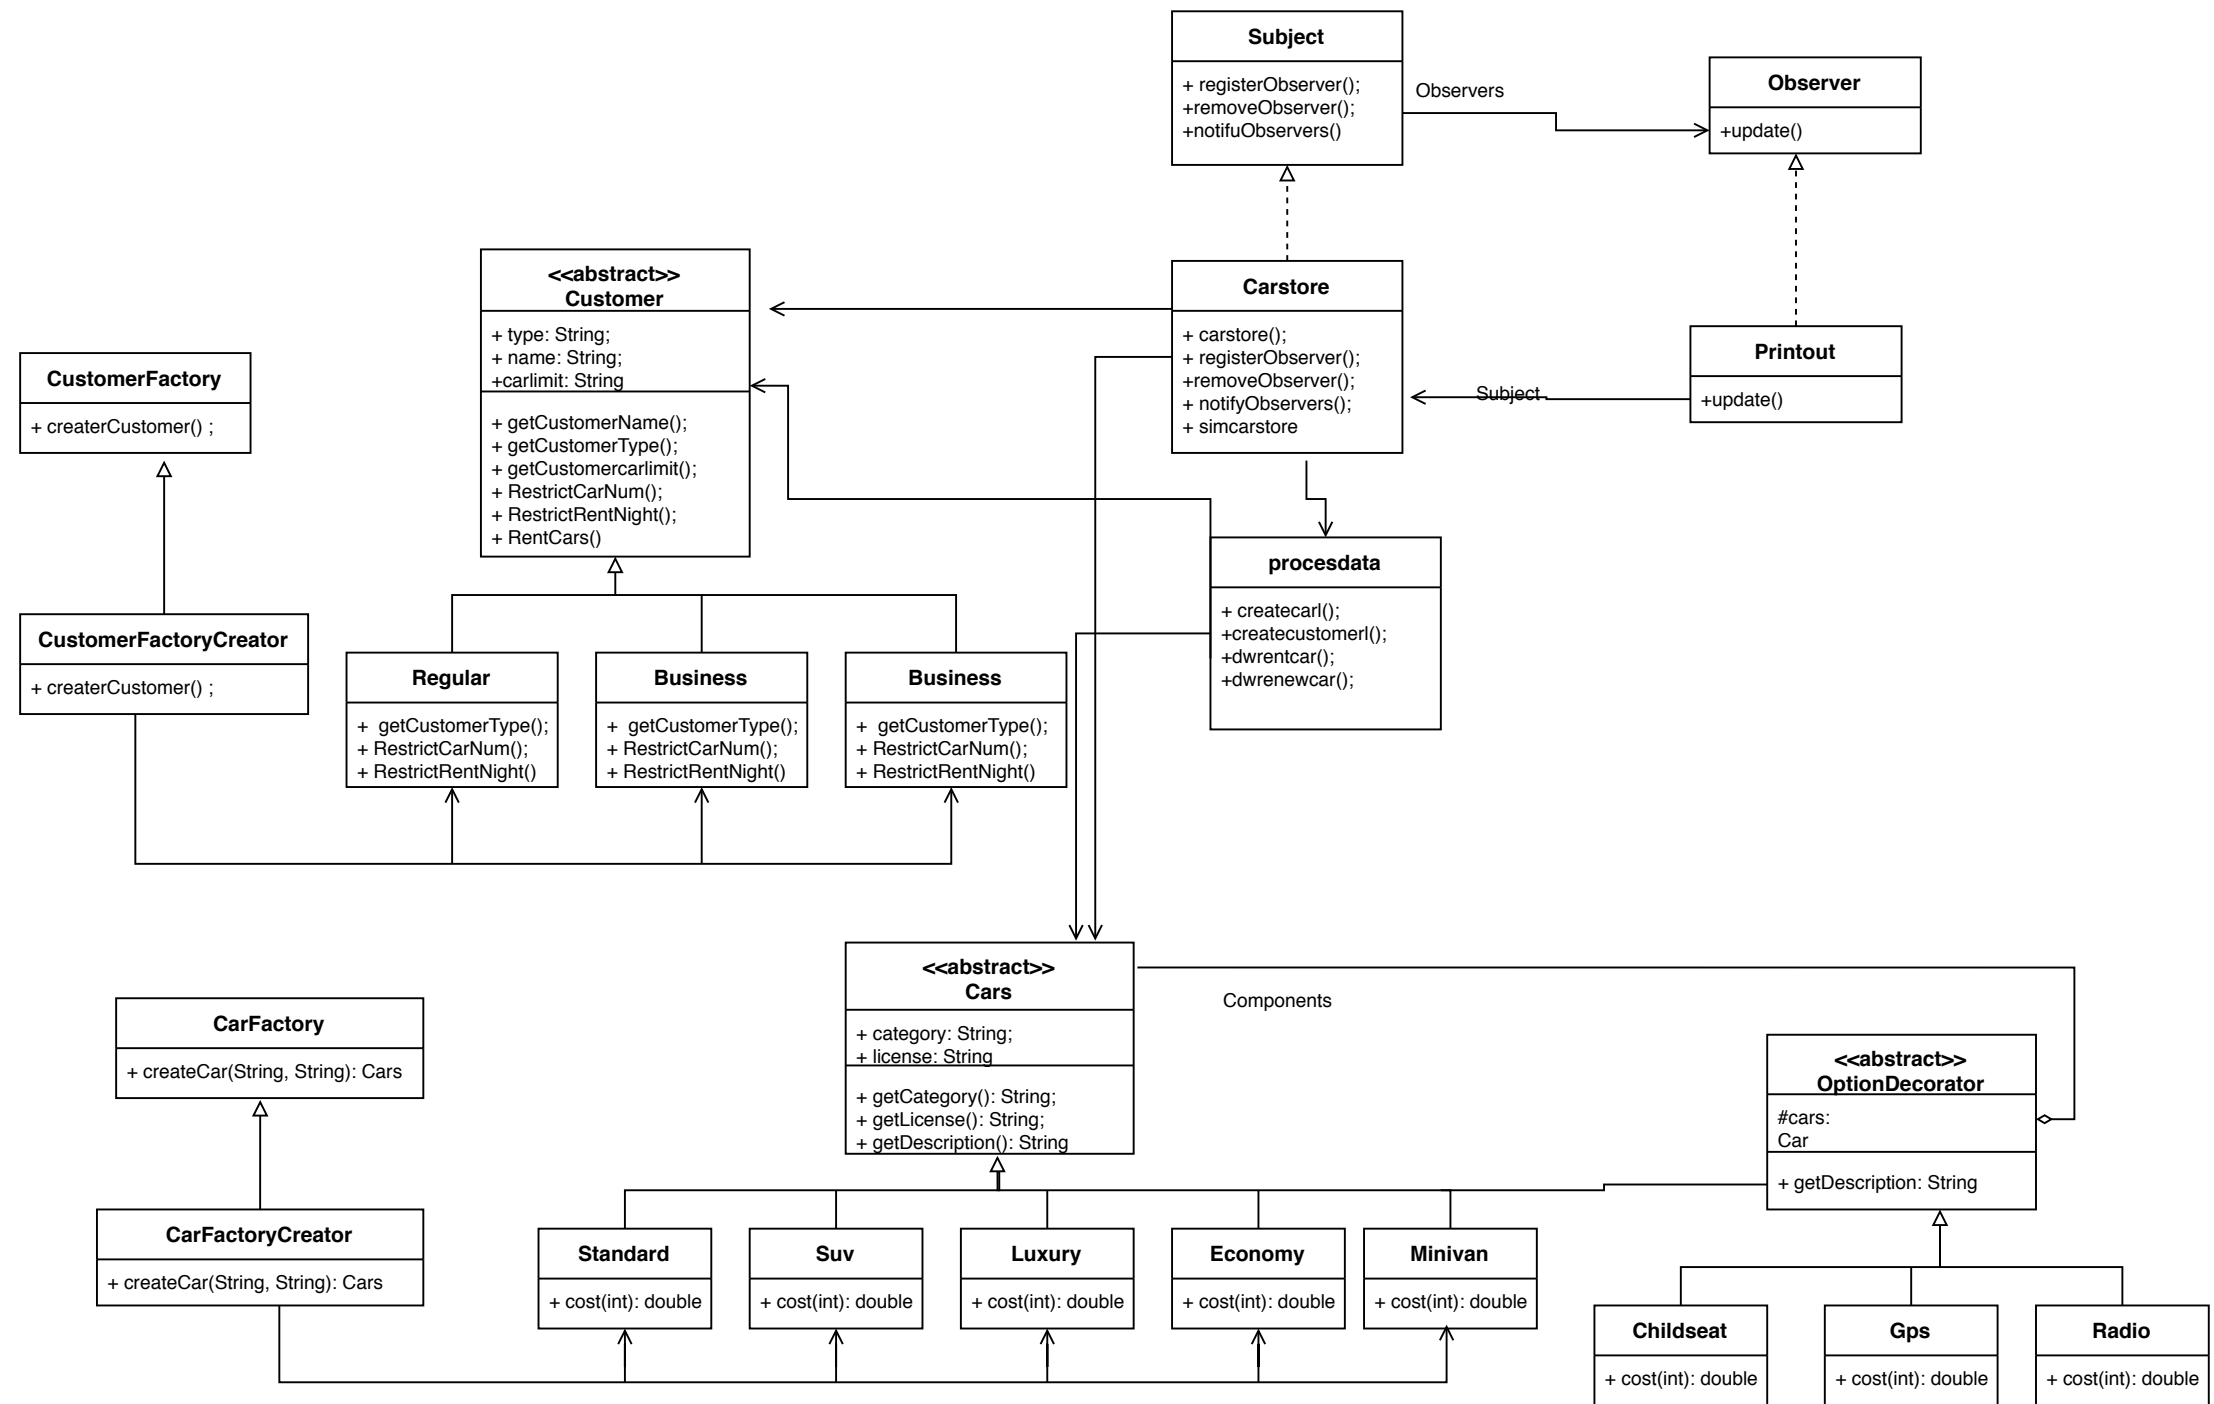 Subject
+ registerObserver();
+removeObserver();
+notifuObservers()
Observers
Observer
+update()
<<abstract>>
Customer
+ type: String;
+ name: String;
+carlimit: String
+ getCustomerName();
+ getCustomerType();
+ getCustomercarlimit();
+ RestrictCarNum();
+ RestrictRentNight();
+ RentCars()
Carstore
+ carstore();
+ registerObserver();
+removeObserver();
+ notifyObservers();
+ simcarstore
Subject
Printout
+update()
CustomerFactory
+ createrCustomer() ;
CustomerFactoryCreator
+ createrCustomer() ;
procesdata
+ createcarl();
+createcustomerl();
+dwrentcar();
+dwrenewcar();
Regular
+ getCustomerType();
+ RestrictCarNum();
+ RestrictRentNight()
Business
+ getCustomerType();
+ RestrictCarNum();
+ RestrictRentNight()
Business
+ getCustomerType();
+ RestrictCarNum();
+ RestrictRentNight()
<<abstract>>
Cars
+ category: String;
+ license: String
+ getCategory(): String;
+ getLicense(): String;
+ getDescription(): String
Components
CarFactory
+ createCar(String, String): Cars
CarFactoryCreator
+ createCar(String, String): Cars
<<abstract>>
OptionDecorator
#cars:
Car
+ getDescription: String
Standard
+ cost(int): double
Suv
+ cost(int): double
Luxury
+ cost(int): double
Economy
+ cost(int): double
Minivan
+ cost(int): double
Childseat
+ cost(int): double
Gps
+ cost(int): double
Radio
+ cost(int): double